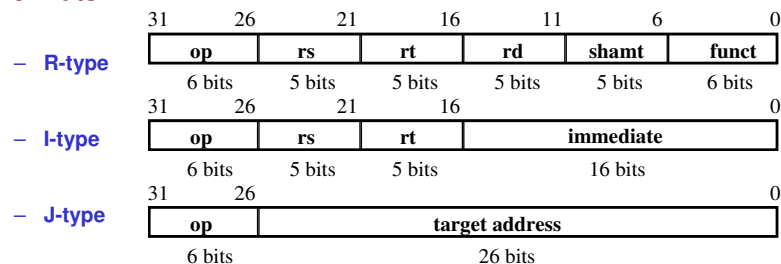 31 26 21 16 11 6 0
– R-type op rs rt rd shamt funct
6 bits 5 bits 5 bits 5 bits 5 bits 6 bits
31 26 21 16 0
– I-type op rs rt immediate
6 bits 5 bits 5 bits 16 bits
31 26 0
– J-type op target address
6 bits 26 bits